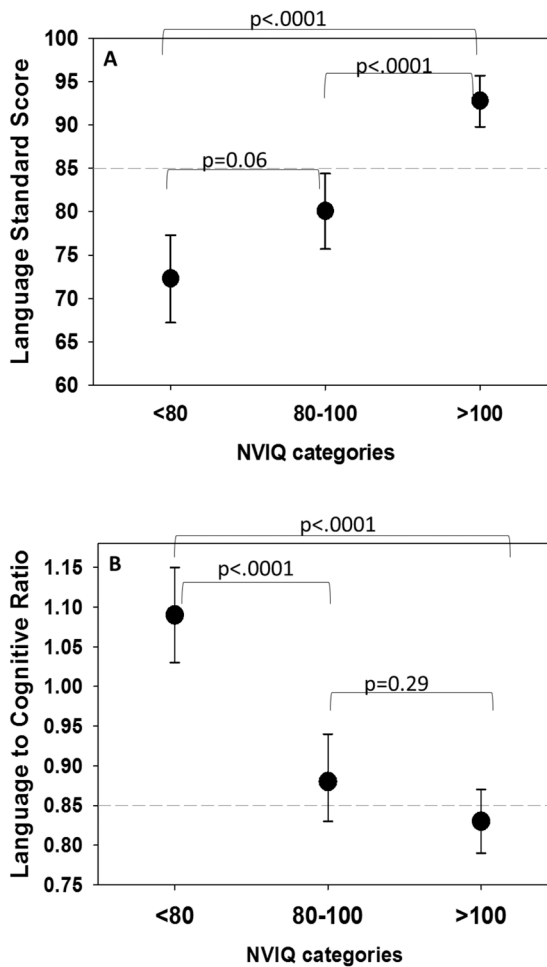 p<.0001
100
A
95
p<.0001
90
85
p=0.06
80
75
70
65
60
Language Standard Score
<80 80-100 >100
NVIQ categories
p<.0001
B
1.15
p<.0001
1.10
1.05
1.00
p=0.29
0.95
0.90
0.85
0.80
0.75
Language to Cognitive Ratio
<80 80-100 >100
NVIQ categories